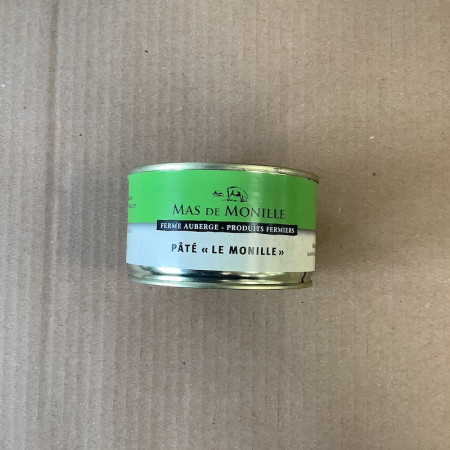 MAS DE MONILLE
FERME AUBERGE - PRODUITS FERMIERS
PÂTÉ « LE MONILLE »